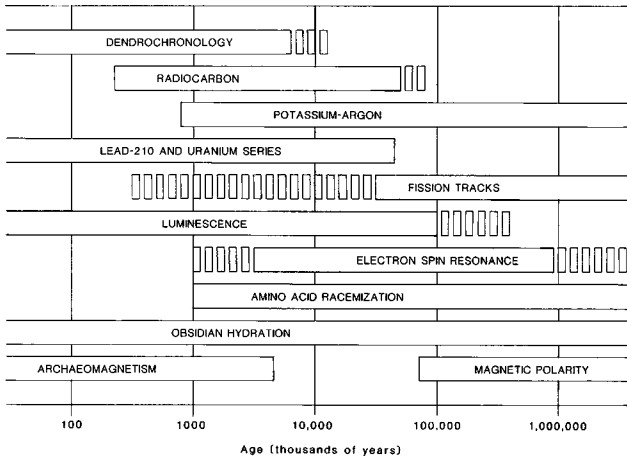 DENDROCHRONOLOGY
RADIOCARBON
POTASSIUM-ARGON
LEAD-210 AND URANIUM SERIES
FISSION TRACKS
LUMINESCENCE
ELECTRON SPIN RESONANCE
AMINO ACID RACEMIZATION
OBSIDIAN HYDRATION
ARCHAEOMAGNETISM MAGNETIC POLARITY
100 1000 10,000 100,000 1,000,000
Age (thousands of years)